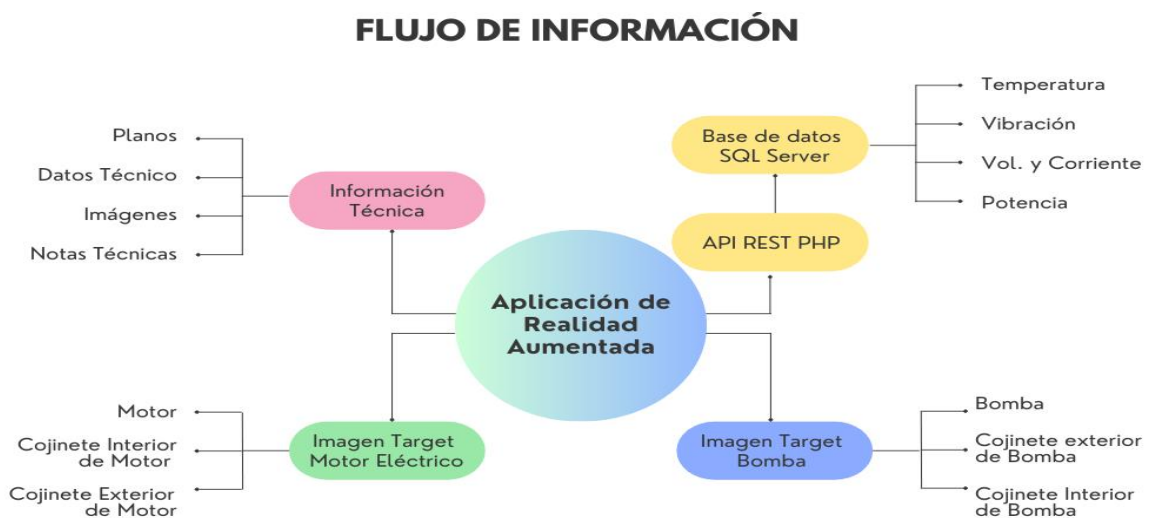 FLUJO DE INFORMACIÓN
Planos
Datos Técnico
Imágenes
Notas Técnicas
Información
Técnica
Base de datos
SQL Server
Temperatura
Vibración
Vol. y Corriente
Potencia
API REST PHP
Aplicación de
Realidad
Aumentada
Motor
Cojinete Interior
de Motor
Cojinete Exterior
de Motor
Imagen Target
Motor Eléctrico
Imagen Target
Bomba
Bomba
Cojinete exterior
de Bomba
Cojinete Interior
de Bomba